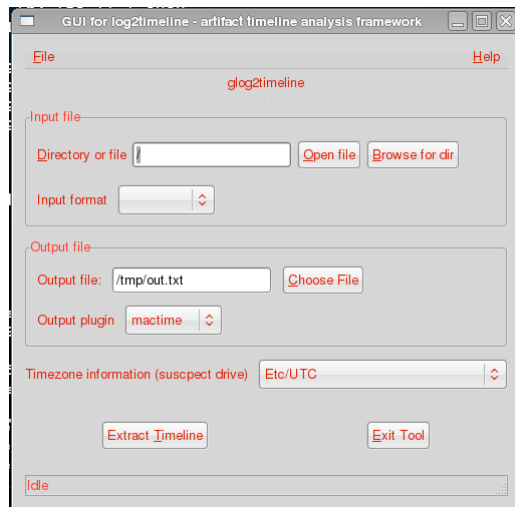 GUI for log2timeline - artifact timeline analysis framework
File Help
glog2timeline
Input file
Directory or file / Open file Browse for dir
Input format
Output file
Output file: /tmp/out.txt Choose File
Output plugin mactime
Timezone information (suscpect drive) Etc/UTC
Extract Timeline Exit Tool
Idle